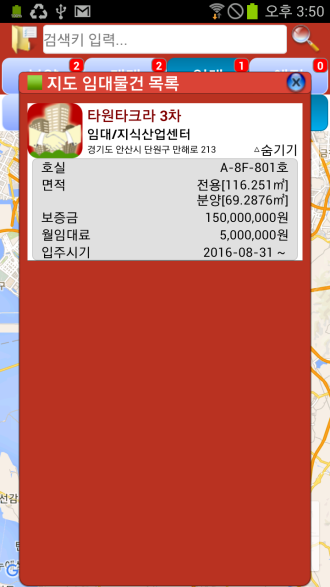 오후 3:50
검색키 입력...
2 2 1 0
지도 임대물건 목록
타원타크라 3차
임대/지식산업센터
경기도 안산시 단원구 만해로 213 △숨기기
호실 A-8F-801호
면적 전용[116.251㎡]
분양[69.2876㎡]
보증금 150,000,000원
월임대료 5,000,000원
입주시기 2016-08-31 ~
선감
G